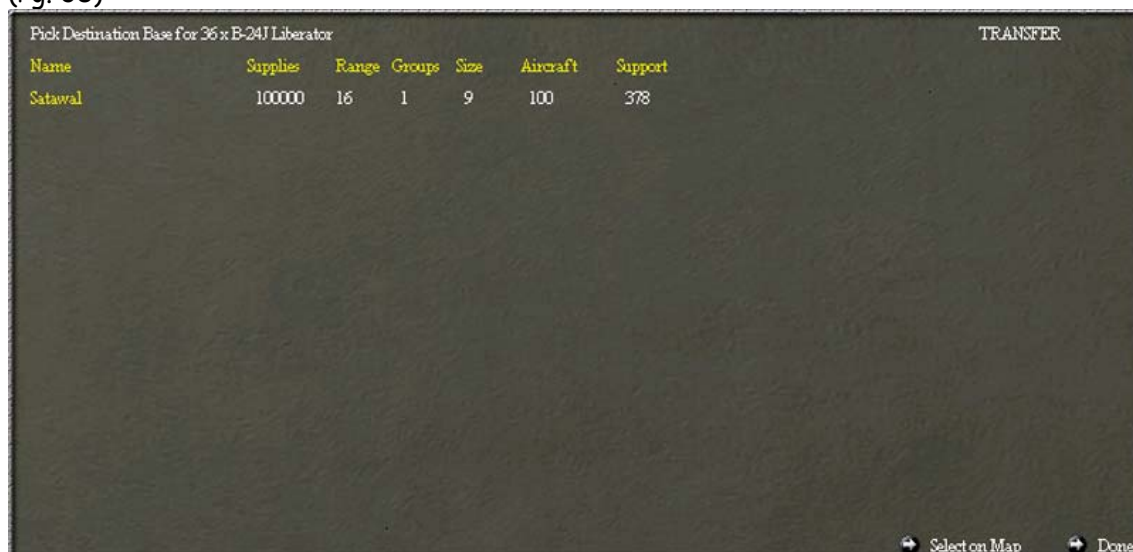 Pick Destination Base for 36 x B-24J Liberator TRANSFER
Name Supplies Range Groups Size Aircraft Support
Satawal 100000 16 1 9 100 378
Select on Map Done